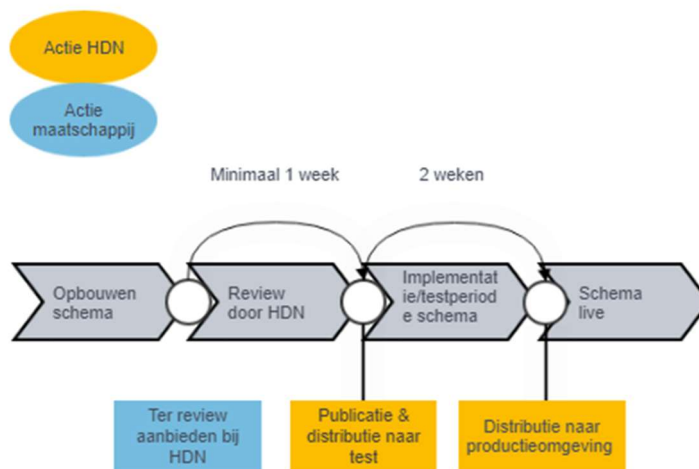 Actie HDN
Actie
maatschappij
Minimaal 1 week
2 weken
Opbouwen
schema
Review
door HDN
Implementat
ie/testperiod
e schema
Schema
live
Ter review
aanbieden bij
HDN
Publicatie &
distributie naar
test
Distributie naar
productieomgeving